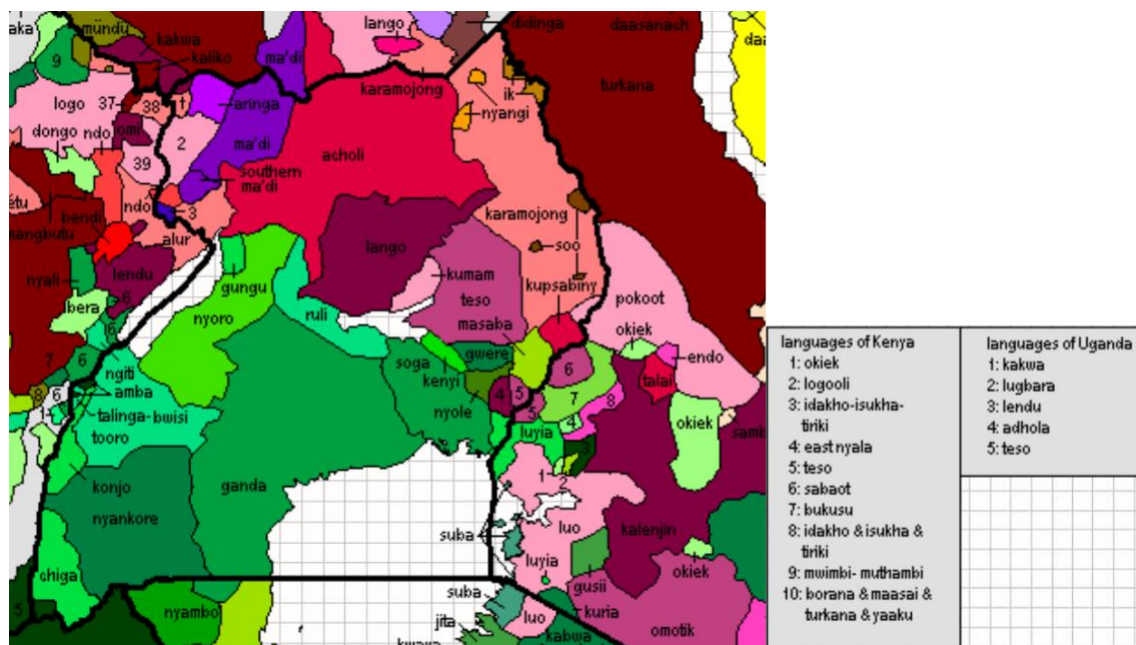 mündu
lango
didinga
daasanach
kakwa
kaliko
ma'di
9
karamojong
ik
turkana
logo
37
38
1
aringa
nyangi
dongo
ndo
omi
2
ma'di
acholi
39
southern
ma'di
étu
ndo
3
karamojong
bendi
mangbutu
alur
lango
soo
nyali
lendu
gungu
kumam
kupsabiny
pokoot
teso
6
bera
nyoro
ruli
masaba
okiek
6
soga
gwere
endo
7
6
ngiti
kenyi
6
talai
8
6
amba
nyole
4
5
7
8
1
talinga-bwisi
5
4
okiek
tooro
luyia
3
konjo
ganda
1
2
nyankore
luo
kalenjin
suba
luyia
chiga
gusii
okiek
5
nyambo
suba
kuria
jita
luo
omotik
kabwa
languages of Kenya
1: okiek
2: logooli
3: idakho-isukha-
tiriki
4: east nyala
5: teso
6: sabaot
7: bukusu
8: idakho & isukha &
tiriki
9: mwimbi- muthambi
10: borana & maasai &
turkana & yaaku
languages of Uganda
1: kakwa
2: lugbara
3: lendu
4: adhola
5: teso